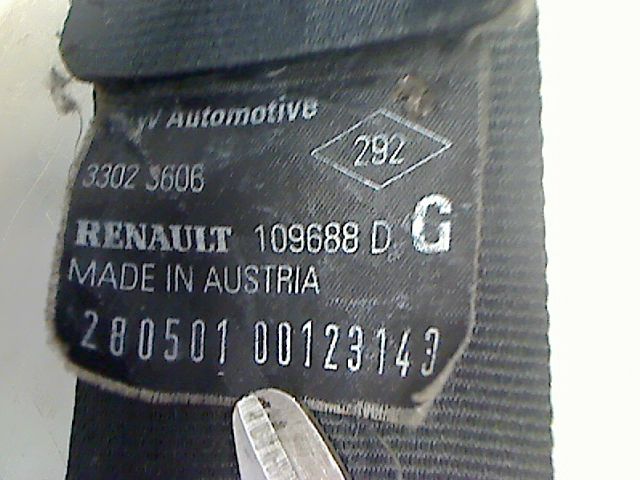 Automotive
292
3302 3606
RENAULT 109688 D G
MADE IN AUSTRIA
280501 00123143